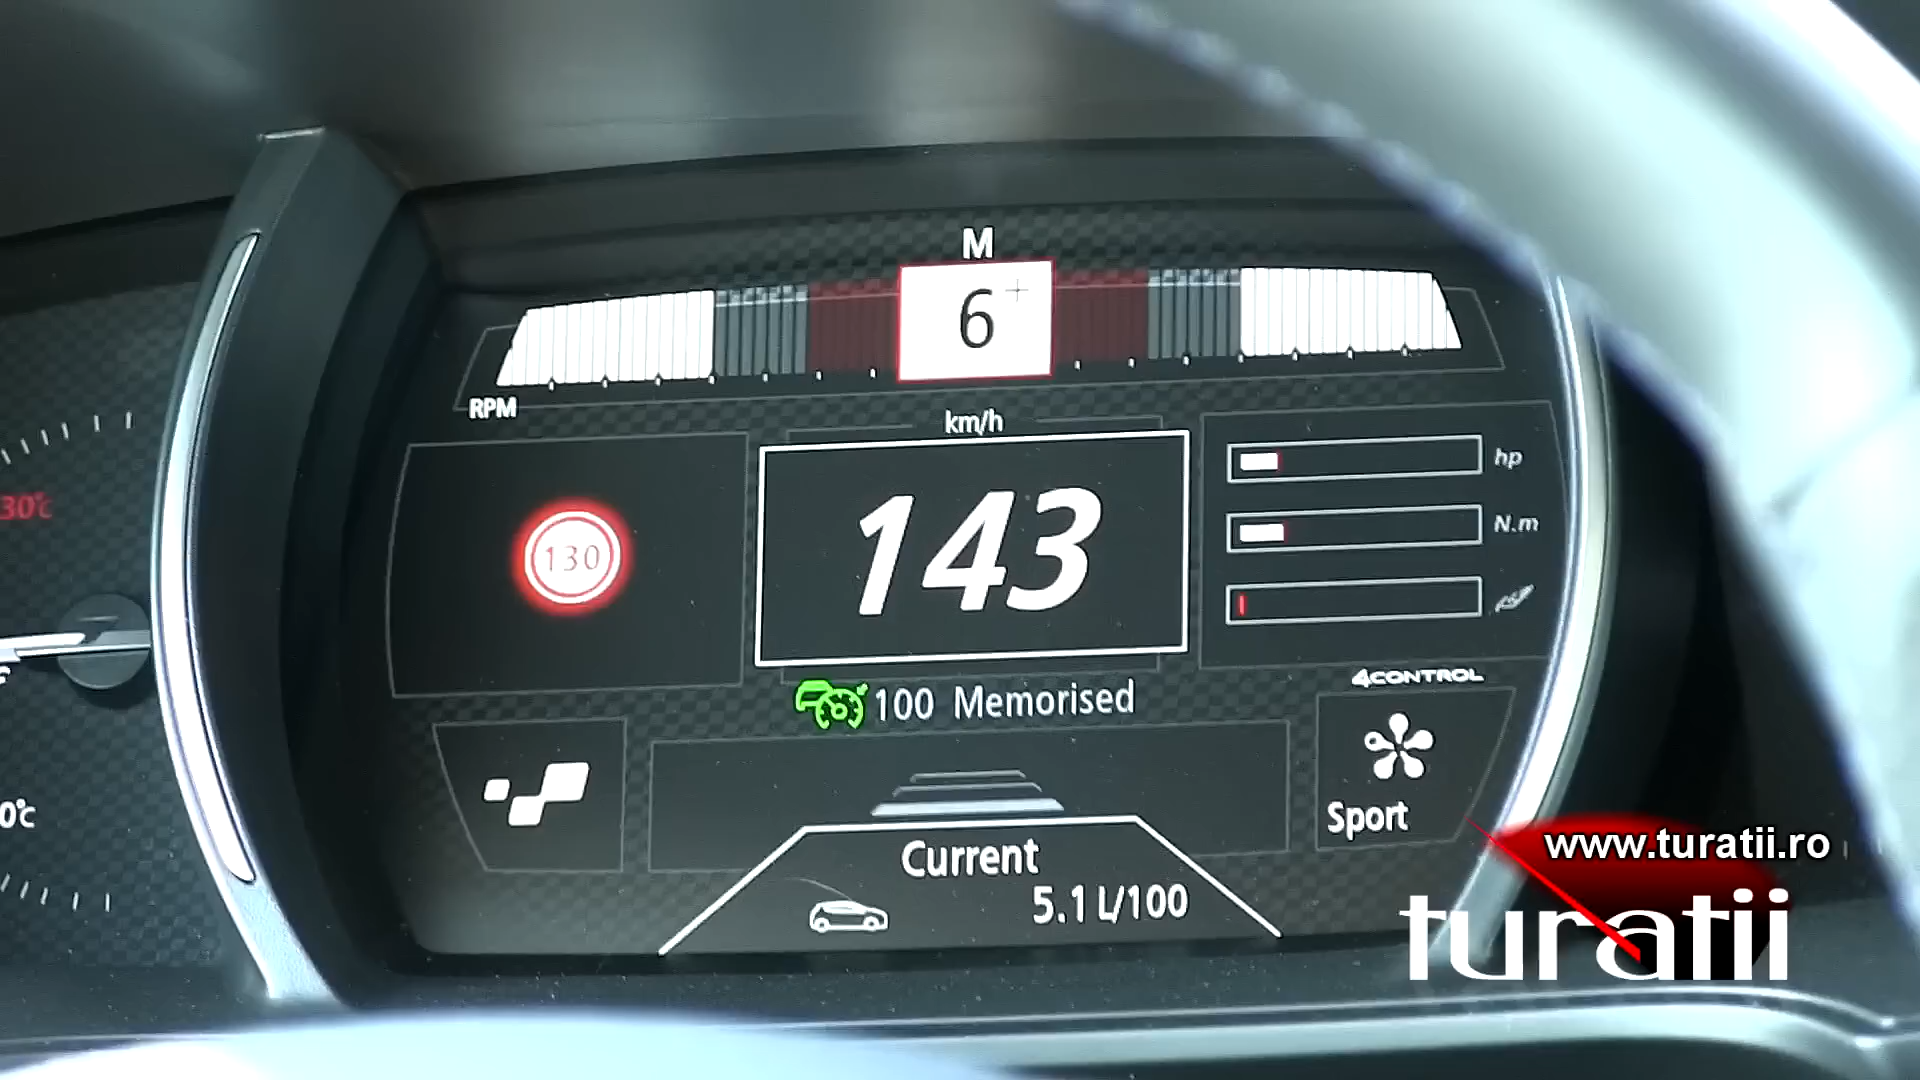 M
6+
RPM
km/h
30°c
130
143
hp
N.m
100 Memorised
4CONTROL
0°c
Sport
Current
5.1 L/100
www.turatii.ro
turatii